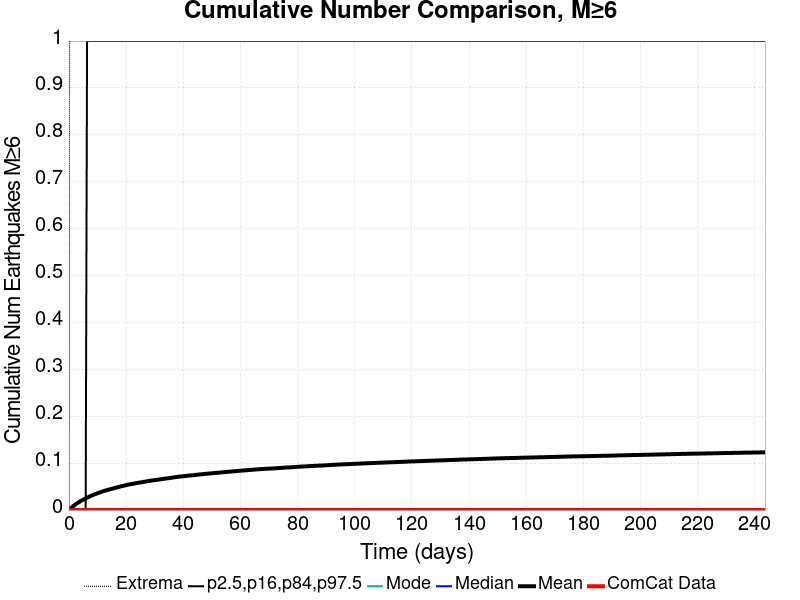 Cumulative Number Comparison, M≥6
Cumulative Num Earthquakes M≥6
1
0.9
0.8
0.7
0.6
0.5
0.4
0.3
0.2
0.1
0
0 20 40 60 80 100 120 140 160 180 200 220 240
Time (days)
Extrema p2.5,p16,p84,p97.5 Mode Median Mean ComCat Data